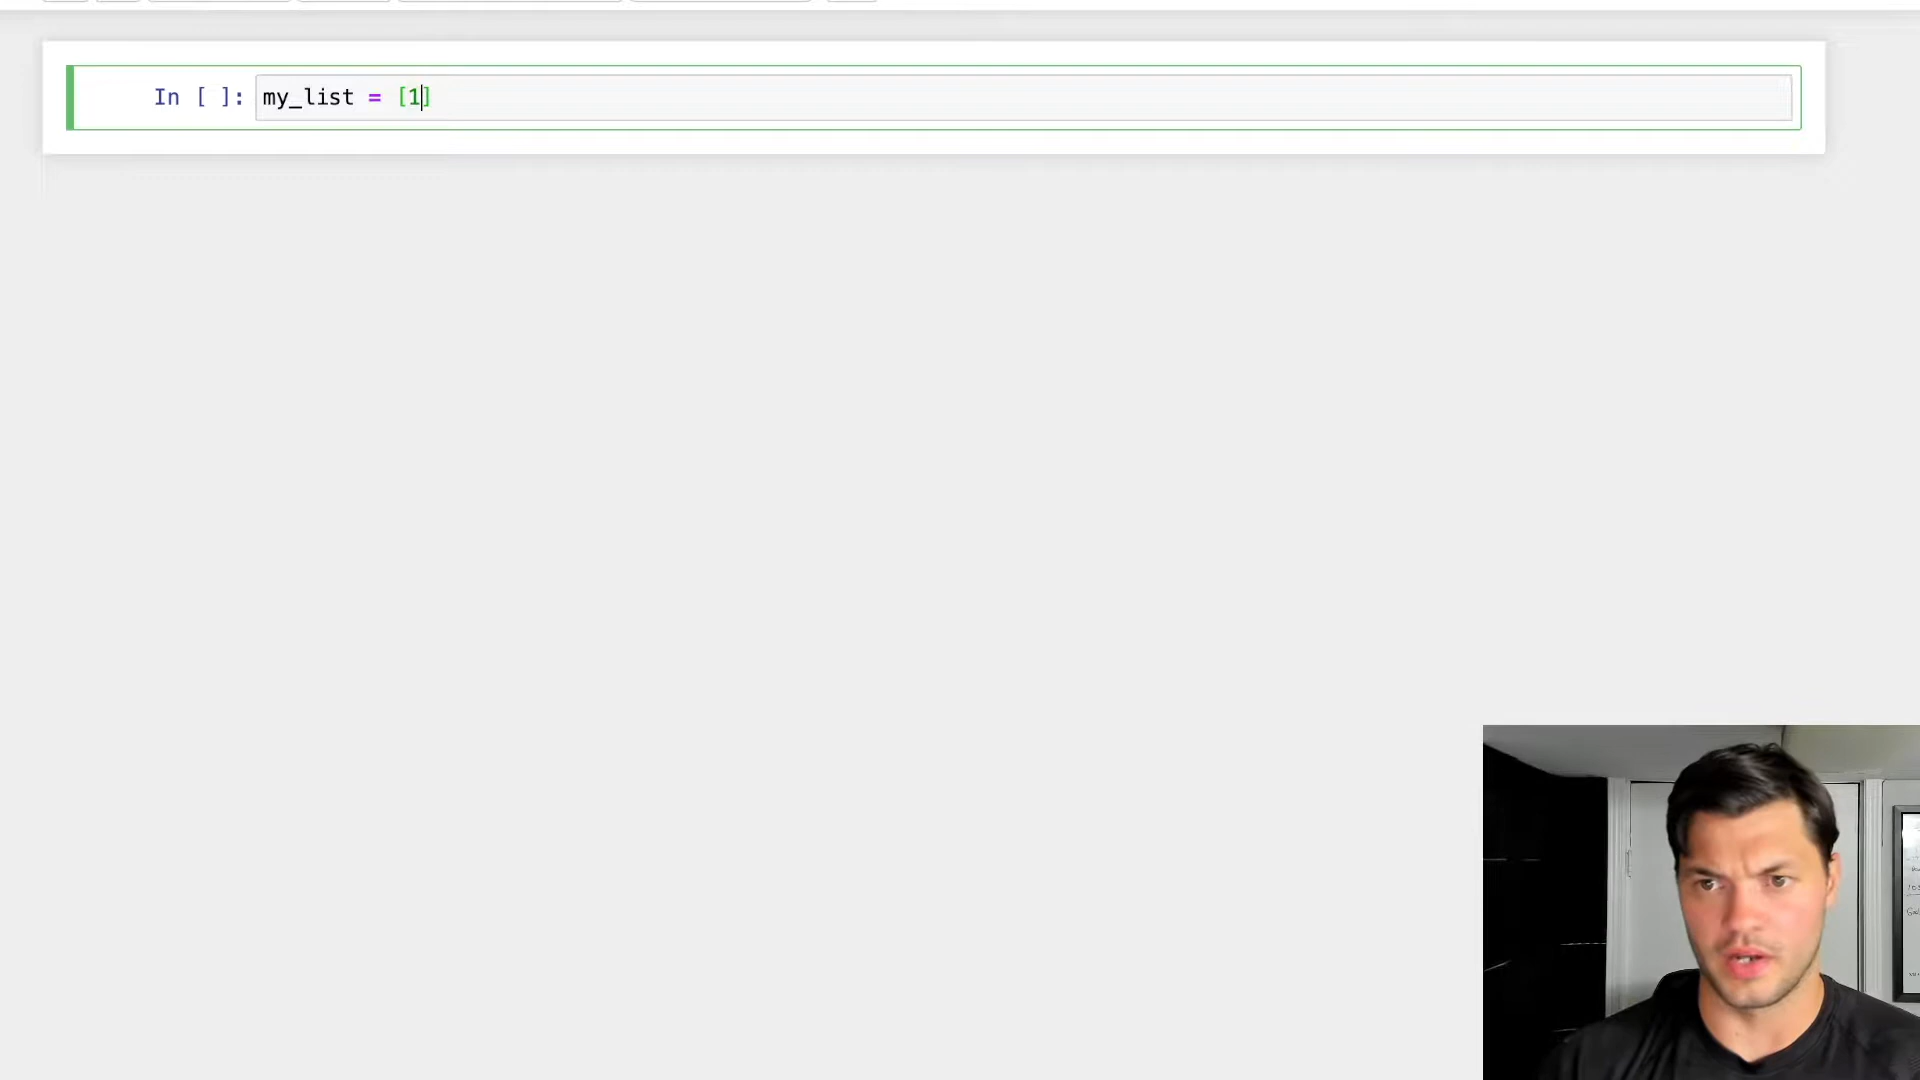 In [ ]: my_list = [1]